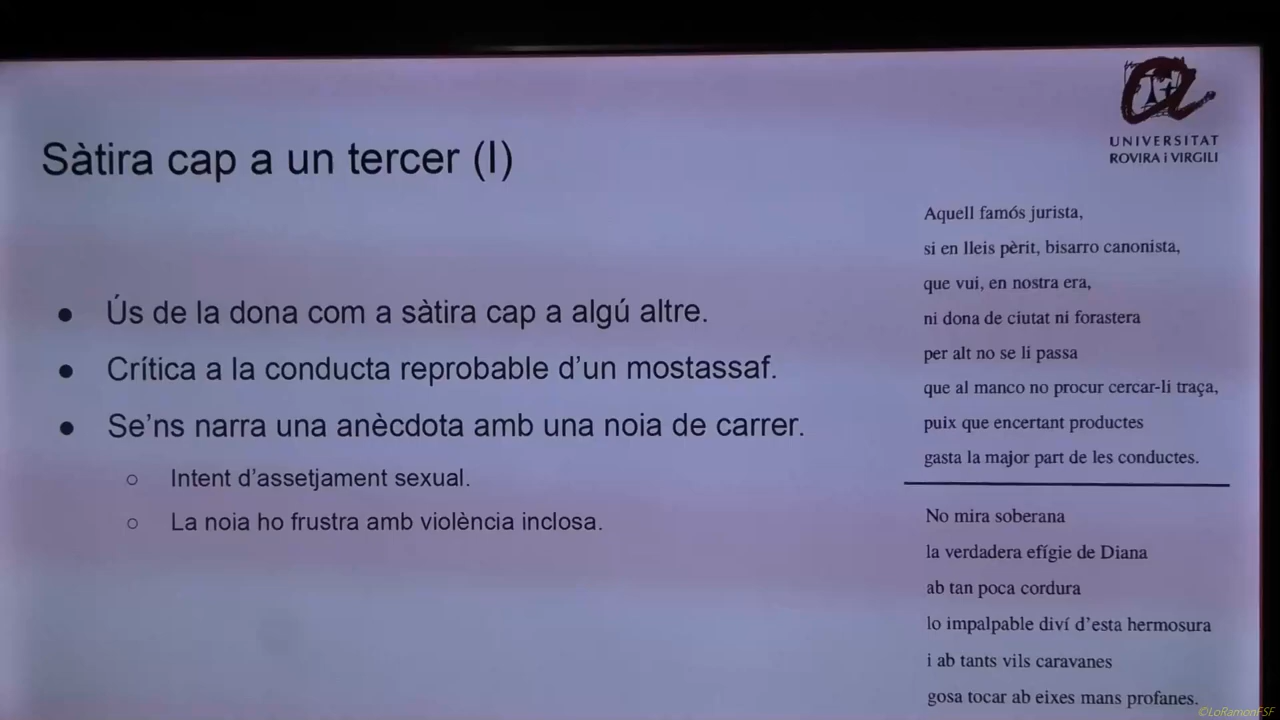 UNIVERSITAT
ROVIRA i VIRGILI
Sàtira cap a un tercer (I)
● Ús de la dona com a sàtira cap a algú altre.
● Crítica a la conducta reprobable d’un mostassaf.
● Se’ns narra una anècdota amb una noia de carrer.
○ Intent d’assetjament sexual.
○ La noia ho frustra amb violència inclosa.
Aquell famós jurista,
si en lleis pèrit, bisarro canonista,
que vui, en nostra era,
ni dona de ciutat ni forastera
per alt no se li passa
que al manco no procur cercar-li traça,
puix que encertant productes
gasta la major part de les conductes.
No mira soberana
la verdadera efígie de Diana
ab tan poca cordura
lo impalpable diví d’esta hermosura
i ab tants vils caravanes
gosa tocar ab eixes mans profanes.
©LoRamonFSF